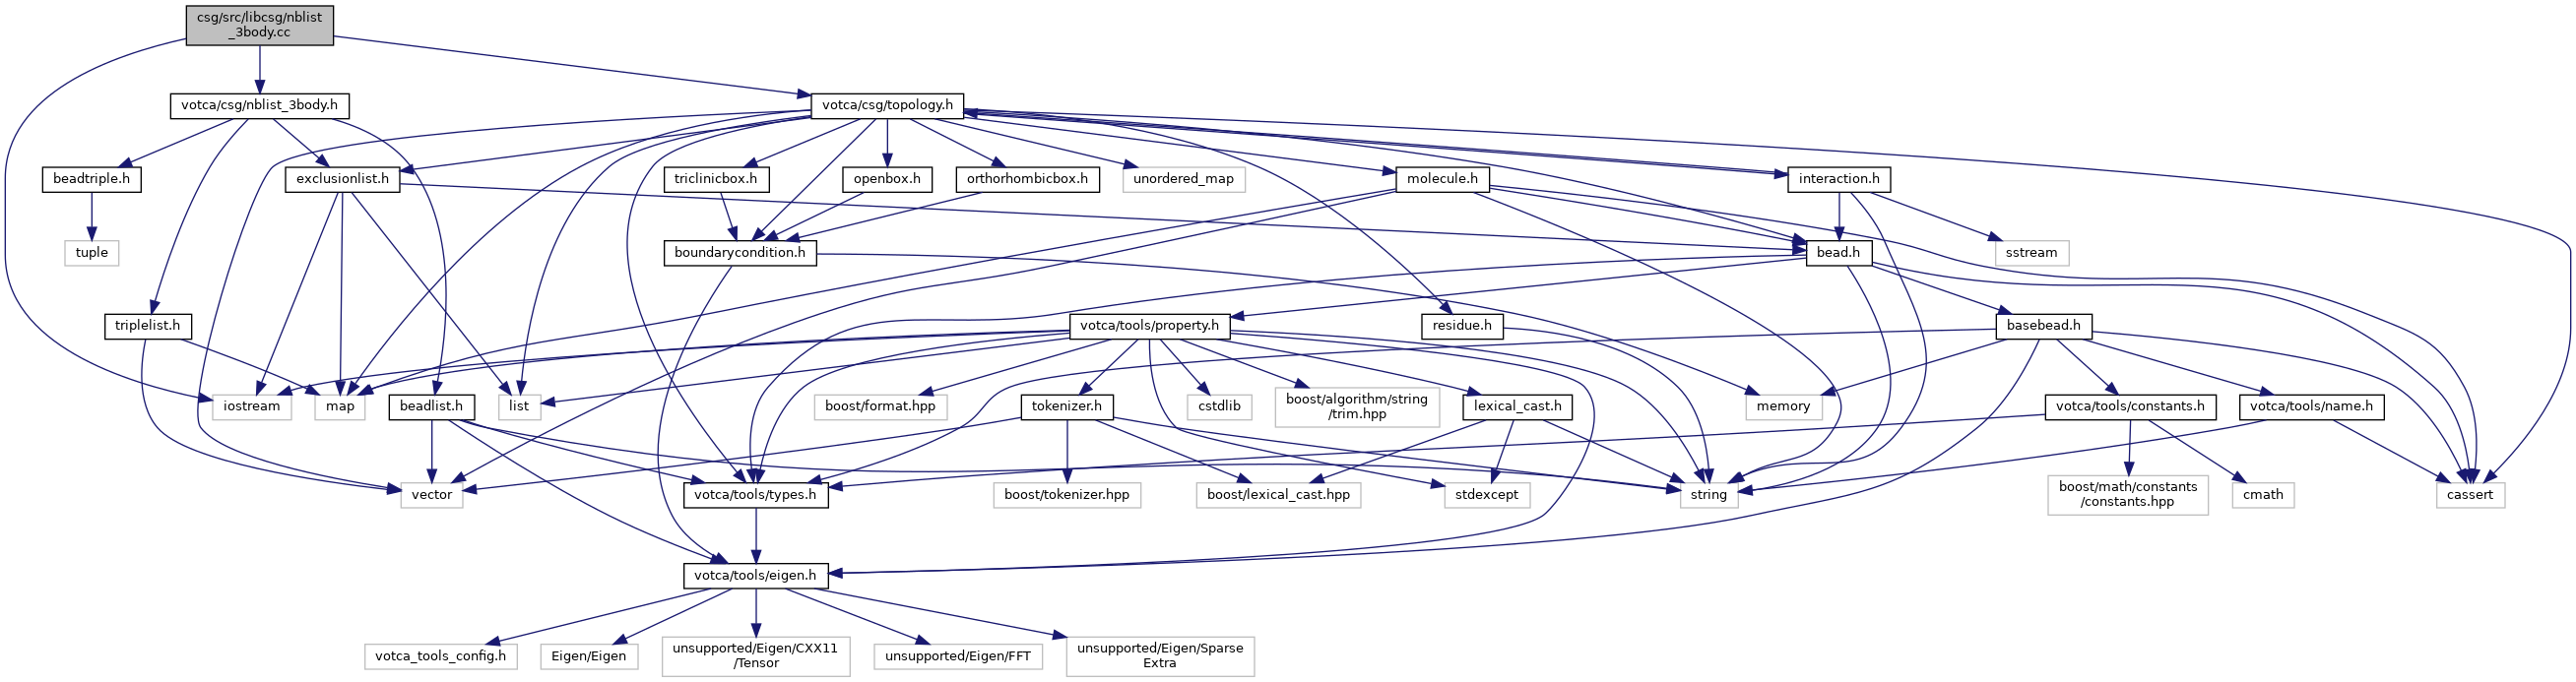 csg/src/libcsg/nblist
_3body.cc
votca/csg/nblist_3body.h
votca/csg/topology.h
beadtriple.h
exclusionlist.h
triclinicbox.h
openbox.h
orthorhombicbox.h
unordered_map
molecule.h
interaction.h
tuple
boundarycondition.h
bead.h
sstream
triplelist.h
votca/tools/property.h
residue.h
basebead.h
iostream
map
beadlist.h
list
boost/format.hpp
tokenizer.h
cstdlib
boost/algorithm/string
/trim.hpp
lexical_cast.h
memory
votca/tools/constants.h
votca/tools/name.h
vector
votca/tools/types.h
boost/tokenizer.hpp
boost/lexical_cast.hpp
stdexcept
string
boost/math/constants
/constants.hpp
cmath
cassert
votca/tools/eigen.h
votca_tools_config.h
Eigen/Eigen
unsupported/Eigen/CXX11
/Tensor
unsupported/Eigen/FFT
unsupported/Eigen/Sparse
Extra